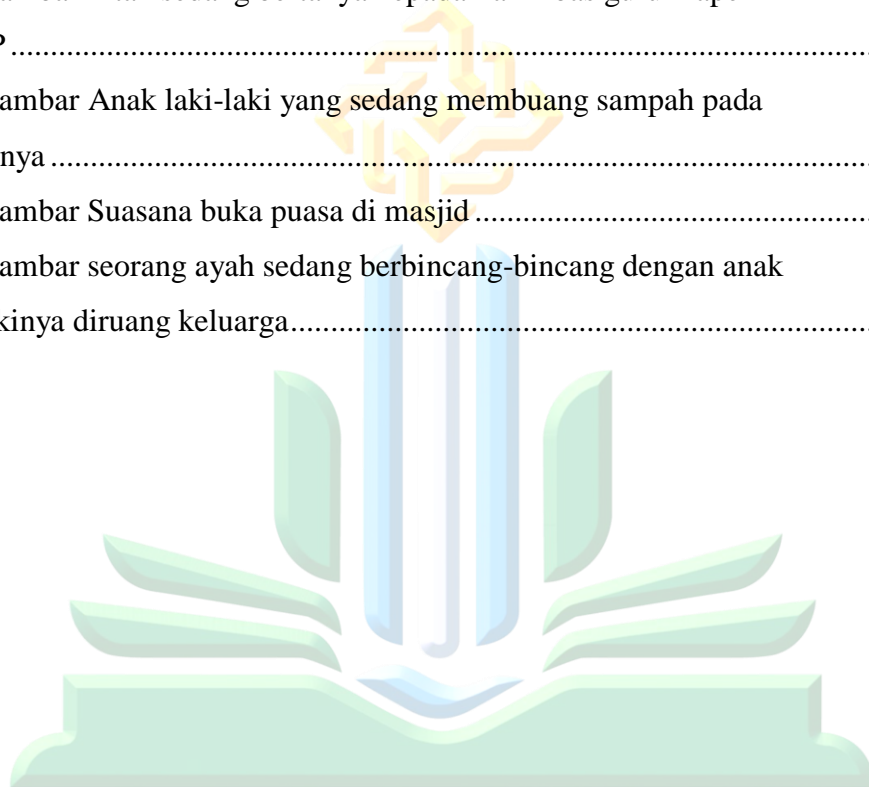 ?...........................................................................................................
ambar Anak laki-laki yang sedang membuang sampah pada
nya......................................................................................................
ambar Suasana buka puasa di masjid.................................................
ambar seorang ayah sedang berbincang-bincang dengan anak
kinya diruang keluarga........................................................................